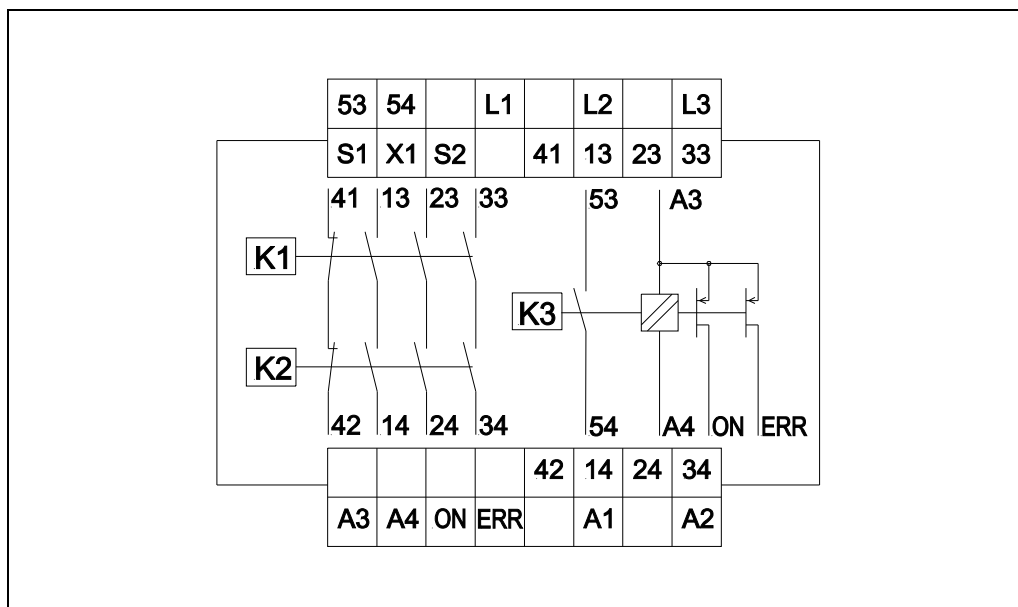 53 54 L1 L2 L3
S1 X1 S2 41 13 23 33
41 13 23 33 53 A3
K1
K3
K2
42 14 24 34 54 A4 ON ERR
42 14 24 34
A3 A4 ON ERR A1 A2